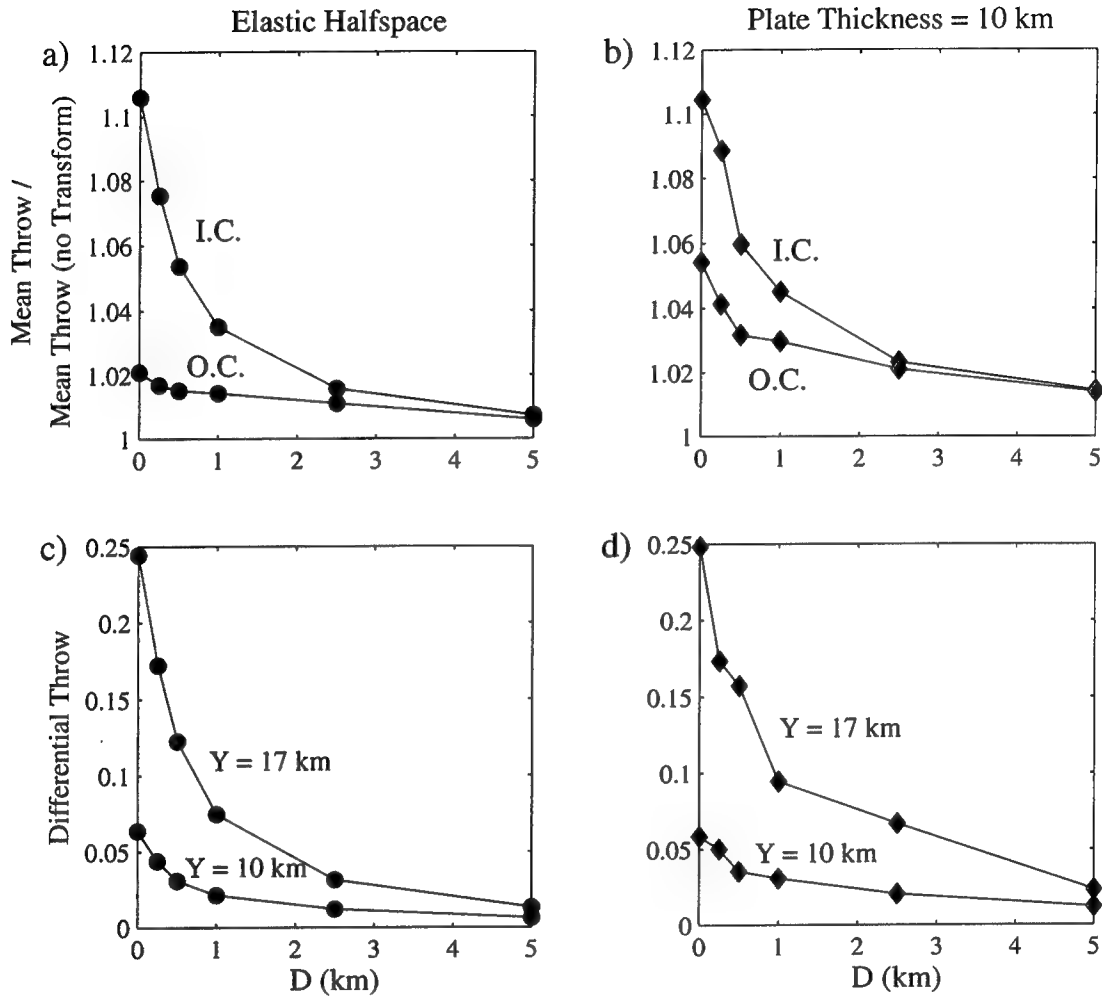 Elastic Halfspace
Plate Thickness = 10 km
a)
b)
Mean Throw /
Mean Throw (no Transform)
1.12
1.1
1.08
1.06
1.04
1.02
1
I.C.
O.C.
0 1 2 3 4 5
1.12
1.1
1.08
1.06
1.04
1.02
1
I.C.
O.C.
0 1 2 3 4 5
c)
d)
Differential Throw
0.25
0.2
0.15
0.1
0.05
0
Y = 17 km
Y = 10 km
0 1 2 3 4 5
D (km)
0.25
0.2
0.15
0.1
0.05
0
Y = 17 km
Y = 10 km
0 1 2 3 4 5
D (km)